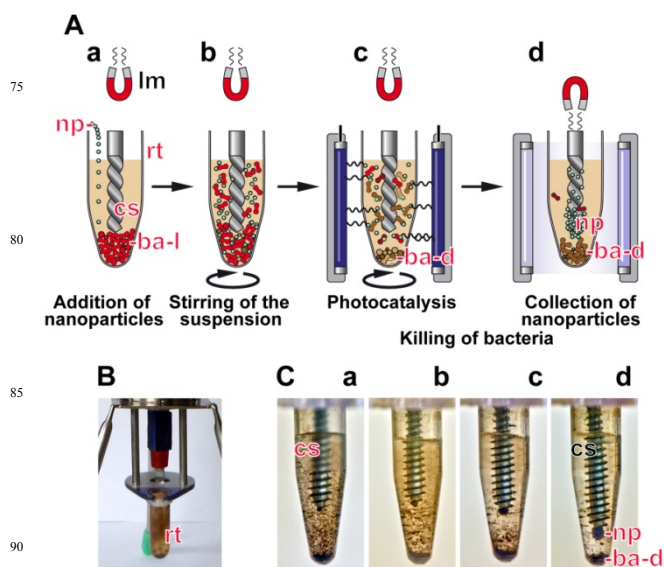 A
a b c d
75
Im
np-
rt
cs
-ba-l
np
80
-ba-d
-ba-d
Addition of nanoparticles
Stirring of the suspension
Photocatalysis
Collection of nanoparticles
Killing of bacteria
85
B
C
a b c d
cs
cs
rt
-np
90
-ba-d